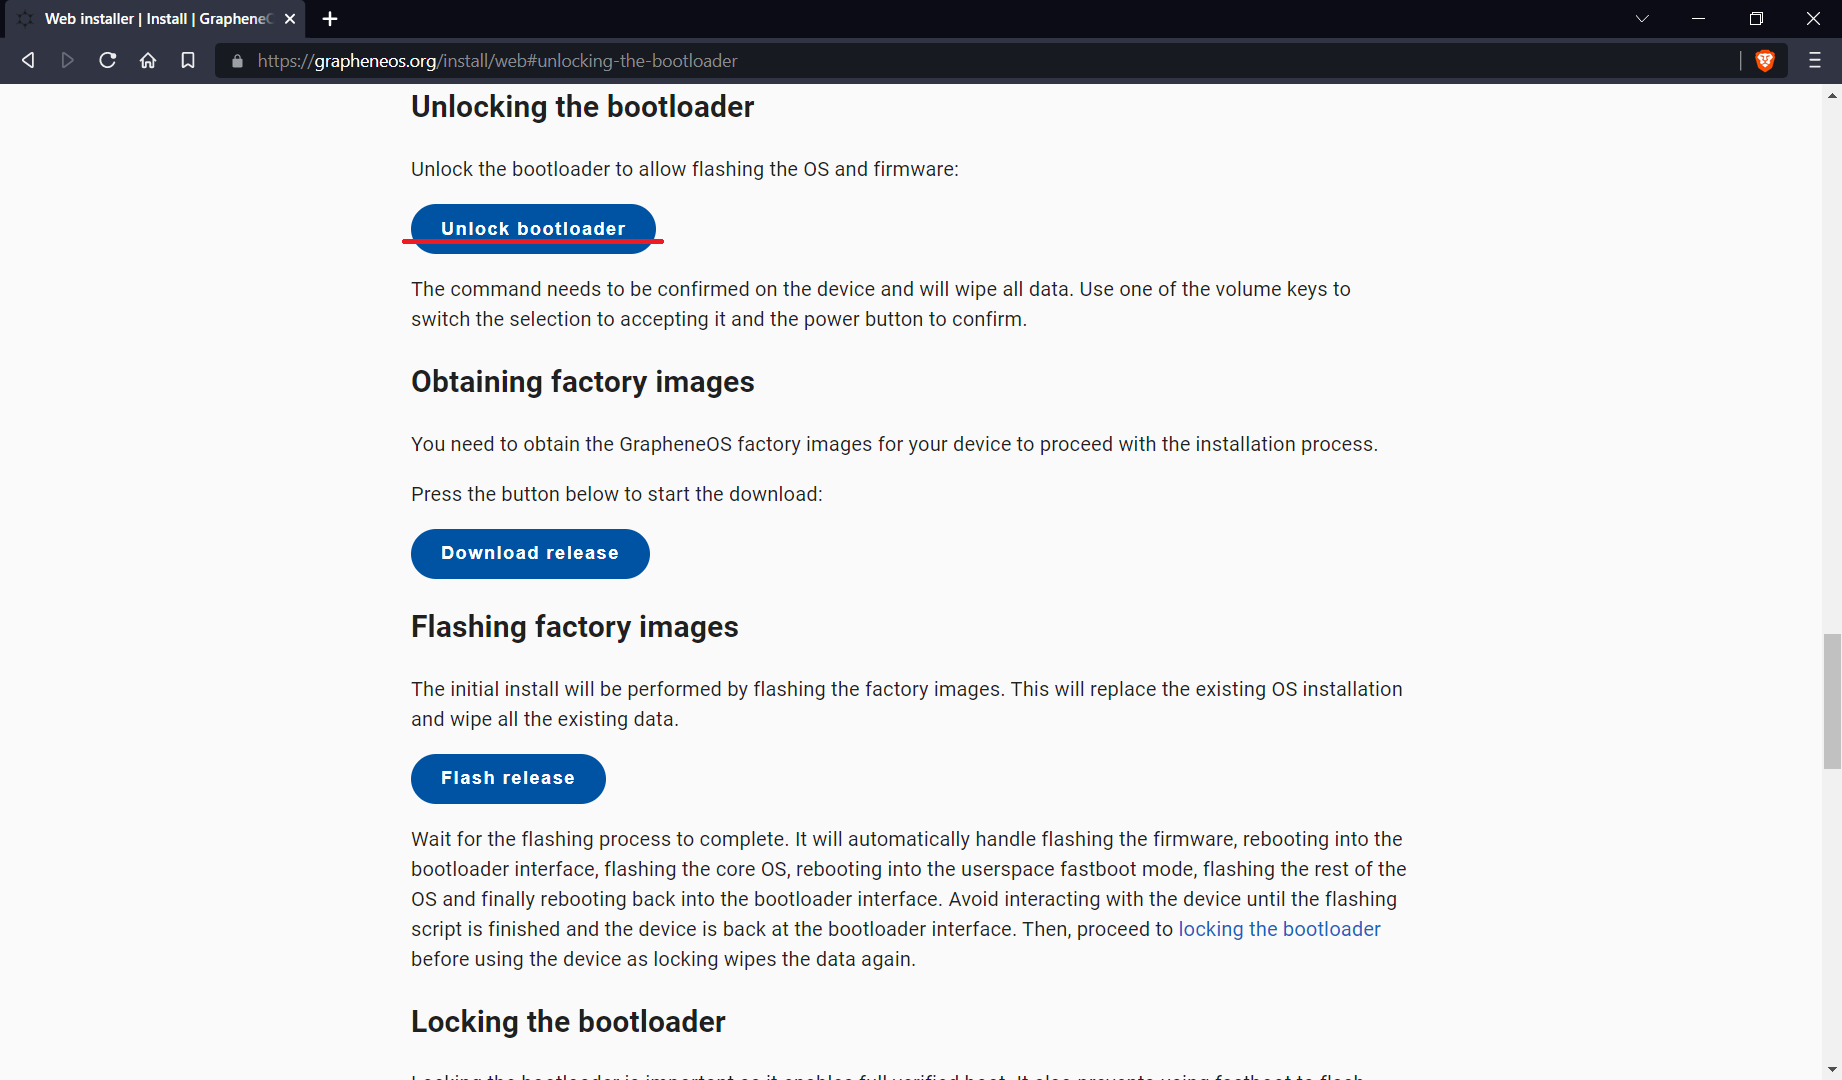 Web installer | Install | Graphene
https://grapheneos.org/install/web#unlocking-the-bootloader
Unlocking the bootloader
Unlock the bootloader to allow flashing the OS and firmware:
Unlock bootloader
The command needs to be confirmed on the device and will wipe all data. Use one of the volume keys to
switch the selection to accepting it and the power button to confirm.
Obtaining factory images
You need to obtain the GrapheneOS factory images for your device to proceed with the installation process.
Press the button below to start the download:
Download release
Flashing factory images
The initial install will be performed by flashing the factory images. This will replace the existing OS installation
and wipe all the existing data.
Flash release
Wait for the flashing process to complete. It will automatically handle flashing the firmware, rebooting into the
bootloader interface, flashing the core OS, rebooting into the userspace fastboot mode, flashing the rest of the
OS and finally rebooting back into the bootloader interface. Avoid interacting with the device until the flashing
script is finished and the device is back at the bootloader interface. Then, proceed to locking the bootloader
before using the device as locking wipes the data again.
Locking the bootloader